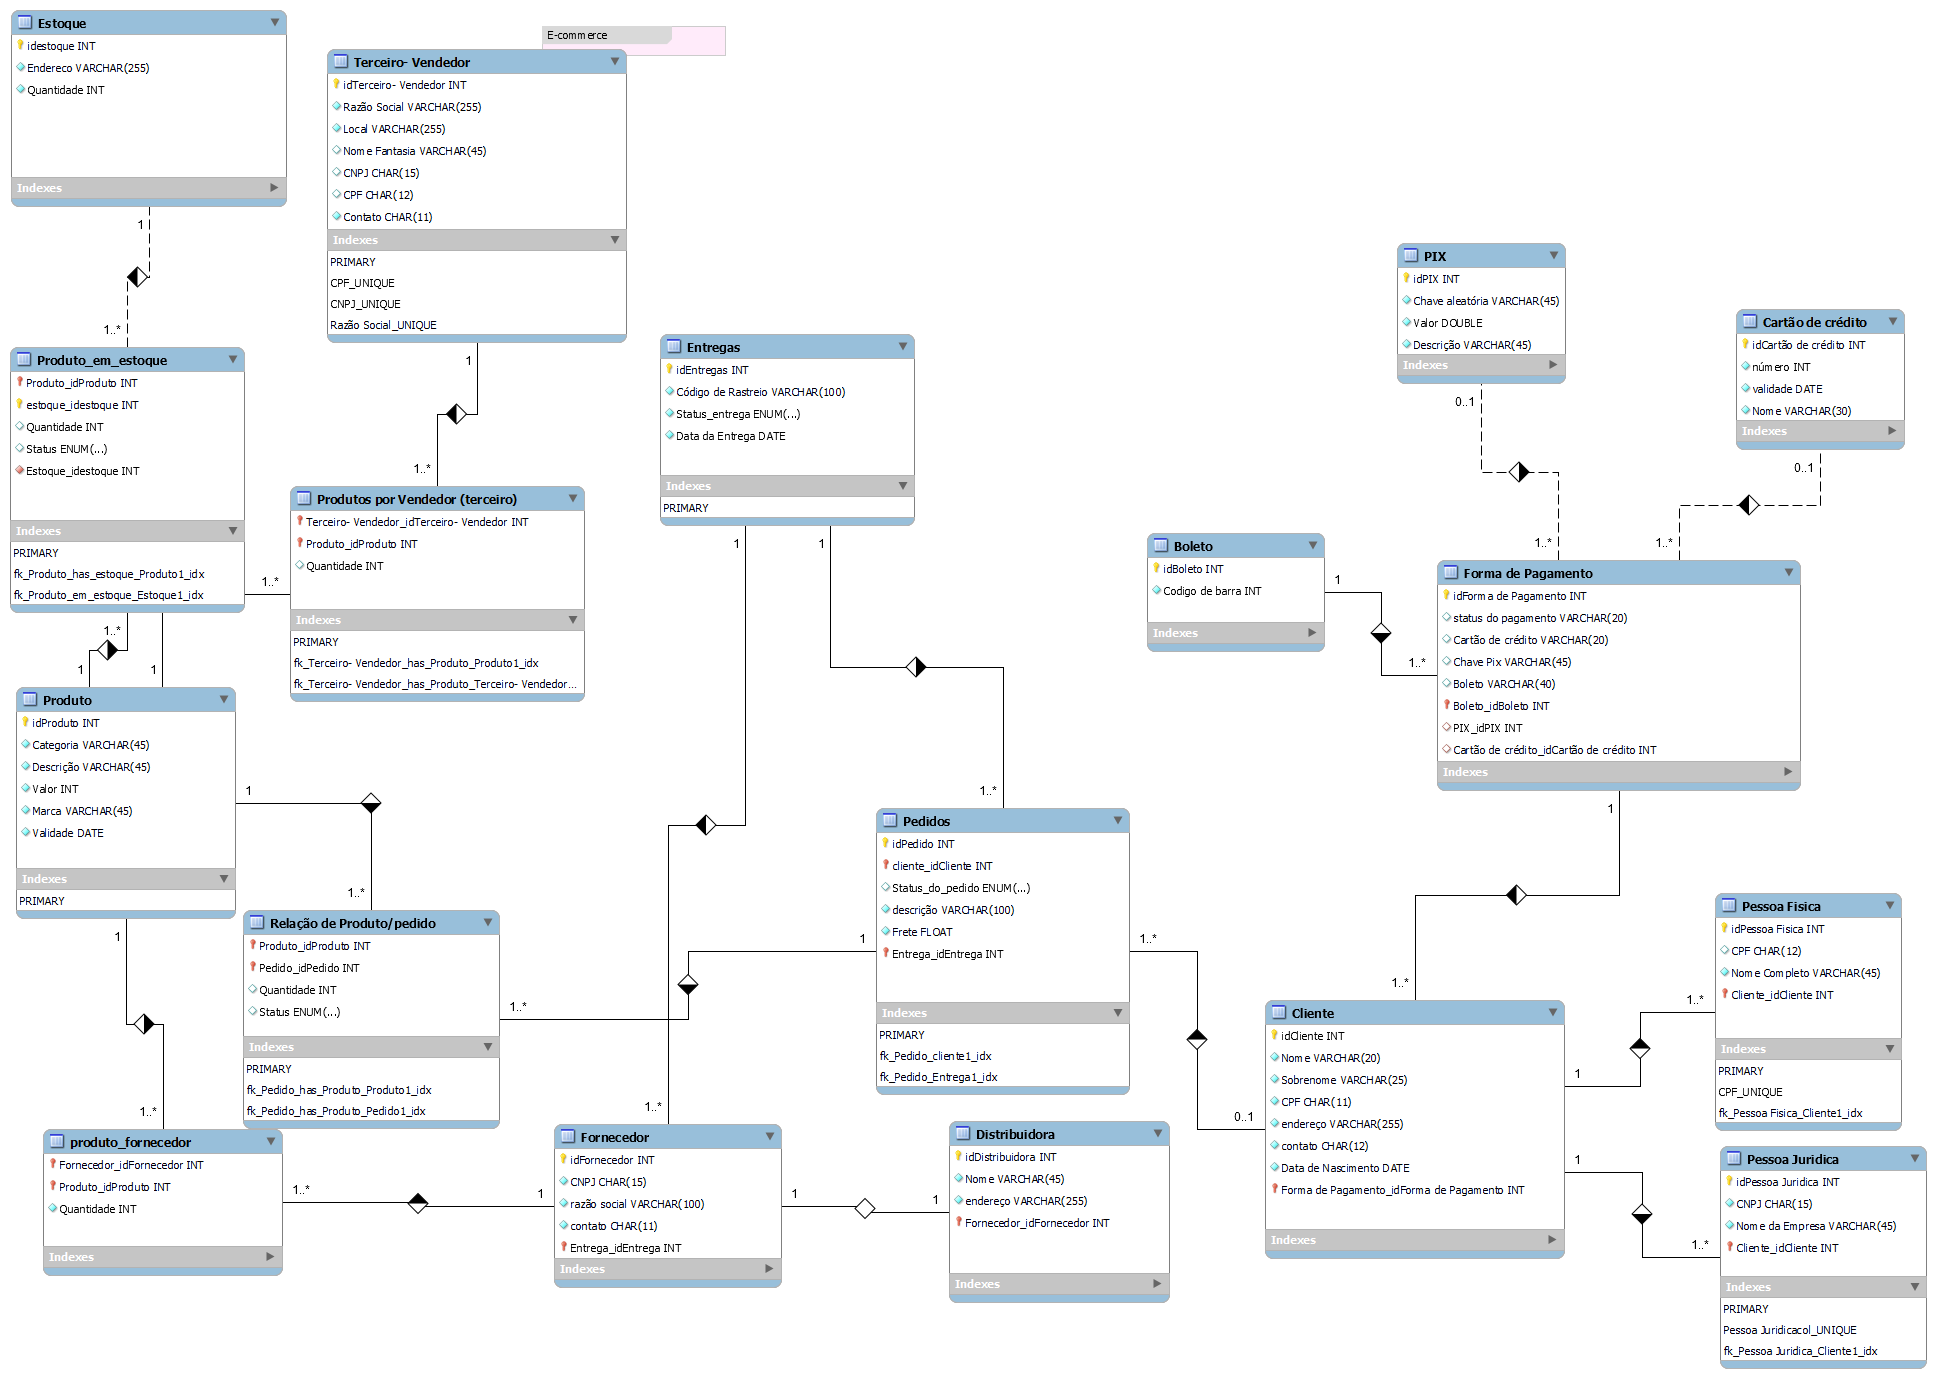 Estoque
idestoque INT
Endereco VARCHAR(255)
Quantidade INT
Indexes
1
1..*
E-commerce
Terceiro- Vendedor
idTerceiro- Vendedor INT
Razão Social VARCHAR(255)
Local VARCHAR(255)
Nome Fantasia VARCHAR(45)
CNPJ CHAR(15)
CPF CHAR(12)
Contato CHAR(11)
Indexes
PRIMARY
CPF_UNIQUE
CNPJ_UNIQUE
Razão Social_UNIQUE
1
1..*
Produto_em_estoque
Produto_idProduto INT
estoque_idestoque INT
Quantidade INT
Status ENUM(...)
Estoque_idestoque INT
Indexes
PRIMARY
fk_Produto_has_estoque_Produto1_idx
fk_Produto_em_estoque_Estoque1_idx
1..*
1..*
1
1
Produtos por Vendedor (terceiro)
Terceiro- Vendedor_idTerceiro- Vendedor INT
Produto_idProduto INT
Quantidade INT
Indexes
PRIMARY
fk_Terceiro- Vendedor_has_Produto_Produto1_idx
fk_Terceiro- Vendedor_has_Produto_Terceiro- Vendedor...
Entregas
idEntregas INT
Código de Rastreio VARCHAR(100)
Status_entrega ENUM(...)
Data da Entrega DATE
Indexes
PRIMARY
1
1
1..*
1..*
PIX
idPIX INT
Chave aleatória VARCHAR(45)
Valor DOUBLE
Descrição VARCHAR(45)
Indexes
0..1
1..*
Cartão de crédito
idCartão de crédito INT
número INT
validade DATE
Nome VARCHAR(30)
Indexes
0..1
1..*
Boleto
idBoleto INT
Codigo de barra INT
Indexes
1
1..*
Forma de Pagamento
idForma de Pagamento INT
status do pagamento VARCHAR(20)
Cartão de crédito VARCHAR(20)
Chave Pix VARCHAR(45)
Boleto VARCHAR(40)
Boleto_idBoleto INT
PIX_idPIX INT
Cartão de crédito_idCartão de crédito INT
Indexes
1
1..*
Produto
idProduto INT
Categoria VARCHAR(45)
Descrição VARCHAR(45)
Valor INT
Marca VARCHAR(45)
Validade DATE
Indexes
PRIMARY
1
1..*
1
1..*
Relação de Produto/pedido
Produto_idProduto INT
Pedido_idPedido INT
Quantidade INT
Status ENUM(...)
Indexes
PRIMARY
fk_Pedido_has_Produto_Produto1_idx
fk_Pedido_has_Produto_Pedido1_idx
1..*
1
Pedidos
idPedido INT
cliente_idCliente INT
Status_do_pedido ENUM(...)
descrição VARCHAR(100)
Frete FLOAT
Entrega_idEntrega INT
Indexes
PRIMARY
fk_Pedido_cliente1_idx
fk_Pedido_Entrega1_idx
1..*
0..1
Cliente
idCliente INT
Nome VARCHAR(20)
Sobrenome VARCHAR(25)
CPF CHAR(11)
endereço VARCHAR(255)
contato CHAR(12)
Data de Nascimento DATE
Forma de Pagamento_idForma de Pagamento INT
Indexes
1
1..*
1
1..*
Pessoa Fisica
idPessoa Fisica INT
CPF CHAR(12)
Nome Completo VARCHAR(45)
Cliente_idCliente INT
Indexes
PRIMARY
CPF_UNIQUE
fk_Pessoa Fisica_Cliente1_idx
Pessoa Juridica
idPessoa Juridica INT
CNPJ CHAR(15)
Nome da Empresa VARCHAR(45)
Cliente_idCliente INT
Indexes
PRIMARY
Pessoa Juridicacol_UNIQUE
fk_Pessoa Juridica_Cliente1_idx
produto_fornecedor
Fornecedor_idFornecedor INT
Produto_idProduto INT
Quantidade INT
Indexes
1..*
1
Fornecedor
idFornecedor INT
CNPJ CHAR(15)
razão social VARCHAR(100)
contato CHAR(11)
Entrega_idEntrega INT
Indexes
1
1
Distribuidora
idDistribuidora INT
Nome VARCHAR(45)
endereço VARCHAR(255)
Fornecedor_idFornecedor INT
Indexes